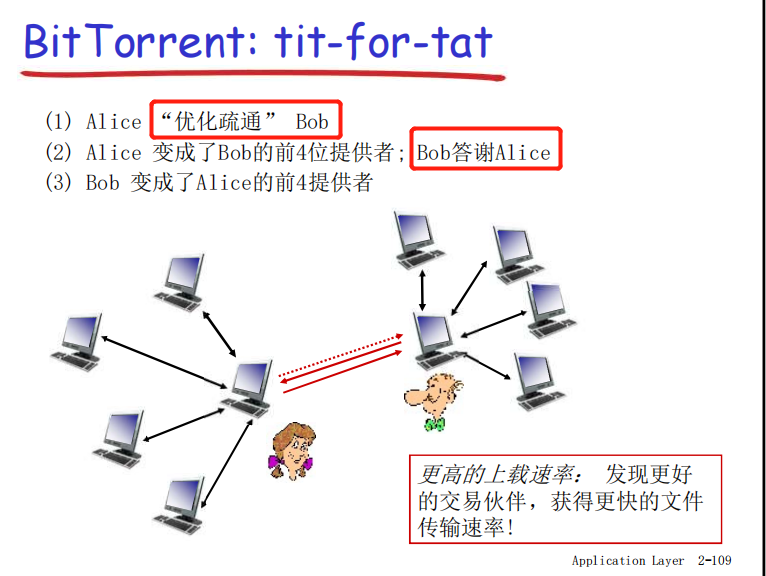 BitTorrent: tit-for-tat
(1) Alice “优化疏通” Bob
(2) Alice 变成了Bob的前4位提供者; Bob答谢Alice
(3) Bob 变成了Alice的前4提供者
更高的上载速率: 发现更好
的交易伙伴，获得更快的文件
传输速率!
Application Layer 2-109